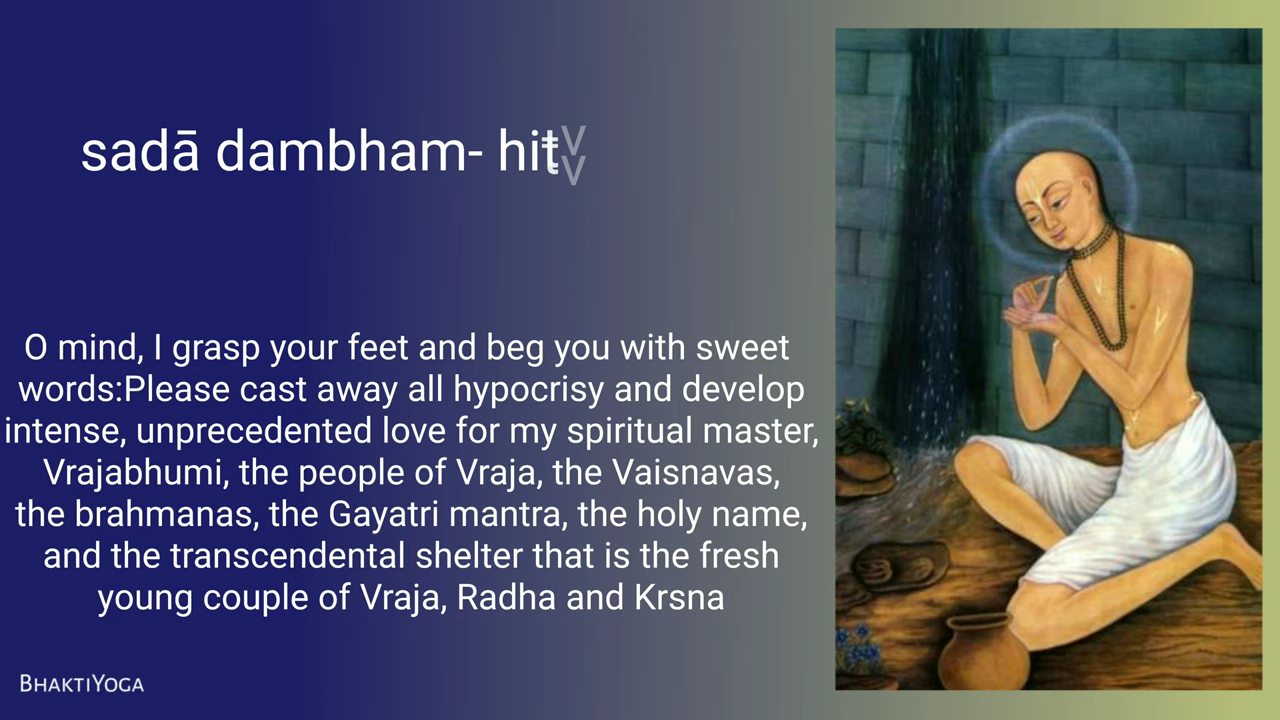 sadā dambham- hit
O mind, I grasp your feet and beg you with sweet
words:Please cast away all hypocrisy and develop
intense, unprecedented love for my spiritual master,
Vrajabhumi, the people of Vraja, the Vaisnavas,
the brahmanas, the Gayatri mantra, the holy name,
and the transcendental shelter that is the fresh
young couple of Vraja, Radha and Krsna
BHAKTIYOGA